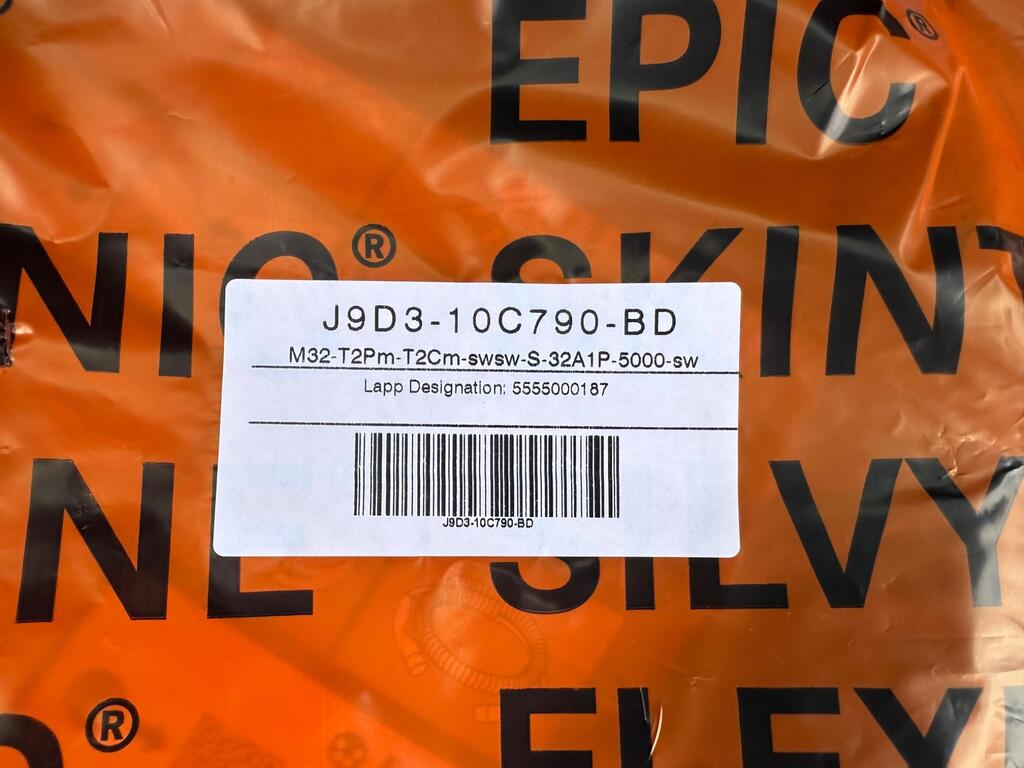 EPIC®
NIC® SKINT
J9D3-10C790-BD
M32-T2Pm-T2Cm-swsw-S-32A1P-5000-sw
Lapp Designation: 5555000187
J9D3-10C790-BD
NE SILVY
®